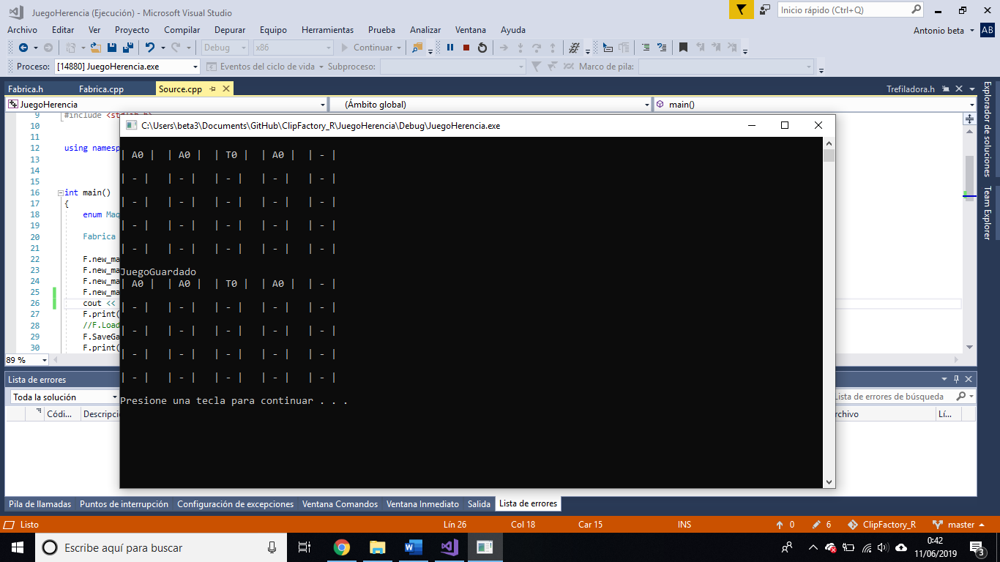 JuegoHerencia (Ejecución) - Microsoft Visual Studio
Inicio rápido (Ctrl+Q)
Archivo Editar Ver Proyecto Compilar Depurar Equipo Herramientas Prueba Analizar Ventana Ayuda
Antonio beta AB
Debug x86 Continuar
Proceso: [14880] JuegoHerencia.exe Eventos del ciclo de vida Subproceso: Marco de pila:
Fabrica.h Fabrica.cpp Source.cpp Trefiladora.h
JuegoHerencia (Ámbito global) main()
9 #include <stdlib.h>
10
11
12 using namesp
13
14
15
16 int main()
17 {
18 enum Maq
19
20 Fabrica
21
22 F.new_ma
23 F.new_ma
24 F.new_ma
25 F.new_ma
26 cout <<
27 F.print(
28 //F.Load
29 F.SaveGa
30 F.print(
89 %
C:\Users\beta3\Documents\GitHub\ClipFactory_R\JuegoHerencia\Debug\JuegoHerencia.exe
| A0 | | A0 | | T0 | | A0 | | - |
| - | | - | | - | | - | | - |
| - | | - | | - | | - | | - |
| - | | - | | - | | - | | - |
| - | | - | | - | | - | | - |
JuegoGuardado
| A0 | | A0 | | T0 | | A0 | | - |
| - | | - | | - | | - | | - |
| - | | - | | - | | - | | - |
| - | | - | | - | | - | | - |
| - | | - | | - | | - | | - |
Presione una tecla para continuar . . .
Explorador de soluciones
Team Explorer
Lista de errores
Toda la solución
Lista de errores de búsqueda
Códi... Descripci
rchivo Lí...
Pila de llamadas Puntos de interrupción Configuración de excepciones Ventana Comandos Ventana Inmediato Salida Lista de errores
Listo Lín 26 Col 18 Car 15 INS 0 6 ClipFactory_R master
Escribe aquí para buscar
0:42
11/06/2019
3